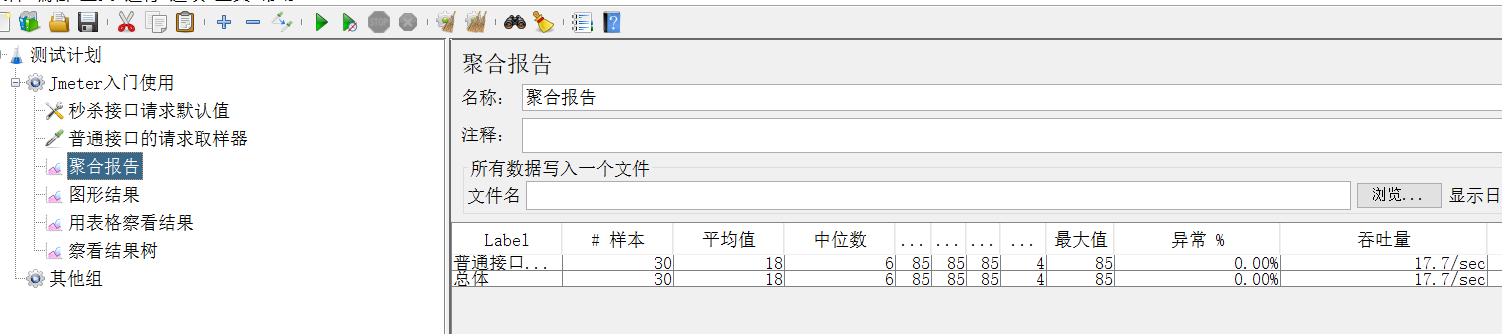 测试计划
Jmeter入门使用
秒杀接口请求默认值
普通接口的请求取样器
聚合报告
图形结果
用表格察看结果
察看结果树
其他组
STOP
聚合报告
名称： 聚合报告
注释：
所有数据写入一个文件
文件名 浏览... 显示日
Label # 样本 平均值 中位数 ... ... ... ... 最大值 异常 % 吞吐量
普通接口... 30 18 6 85 85 85 4 85 0.00% 17.7/sec
总体 30 18 6 85 85 85 4 85 0.00% 17.7/sec